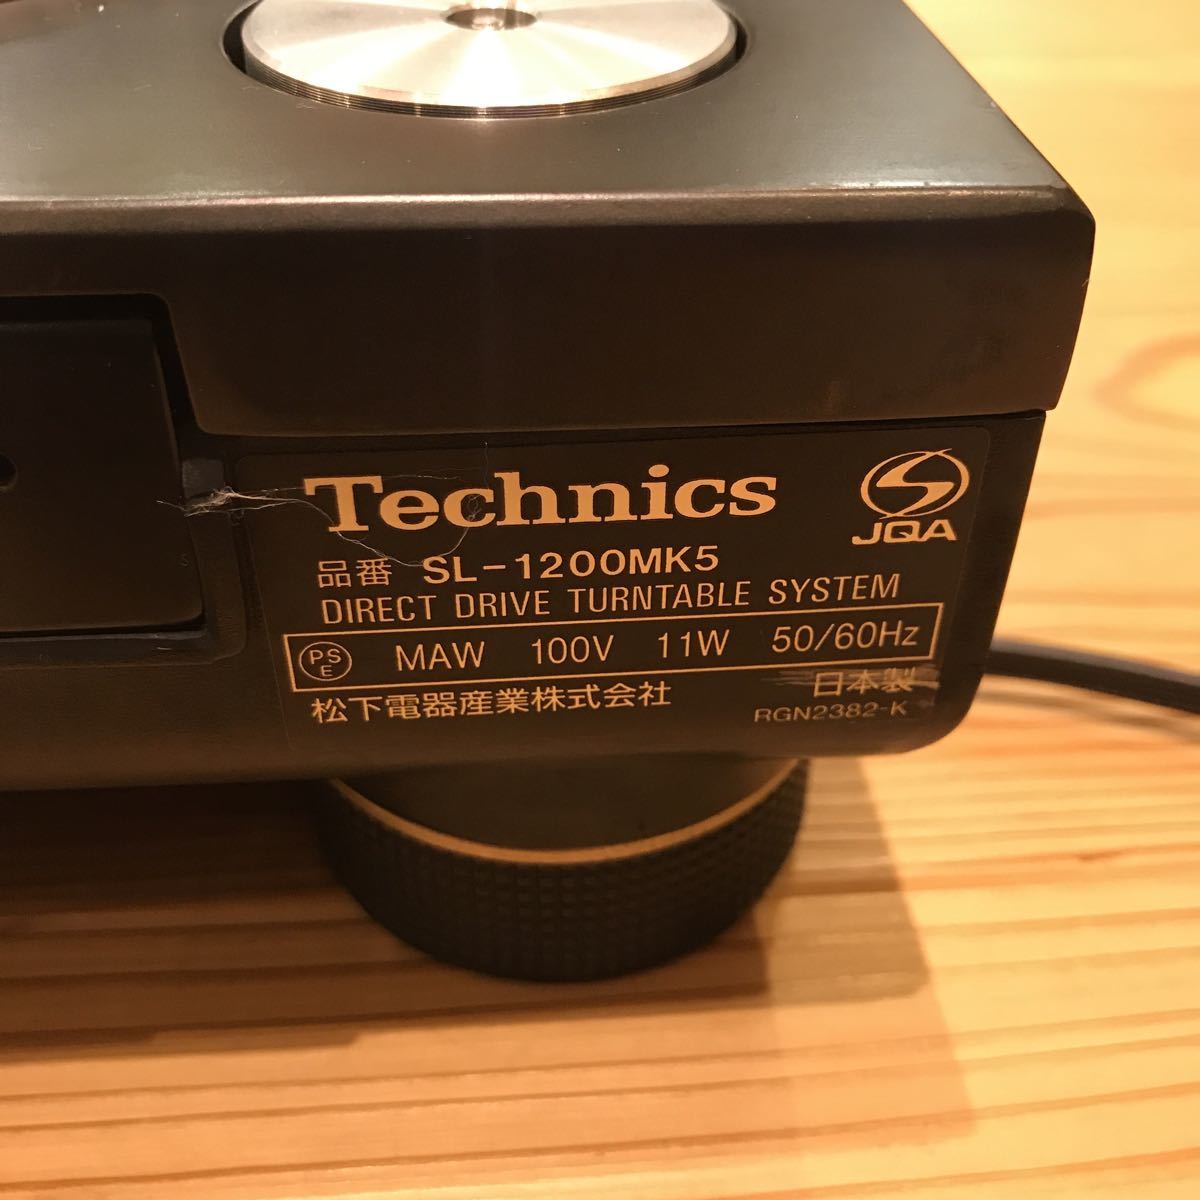 Technics
JQA
品番 SL-1200MK5
DIRECT DRIVE TURNTABLE SYSTEM
PS
E
MAW 100V 11W 50/60Hz
松下電器産業株式会社
日本製
RGN2382-K